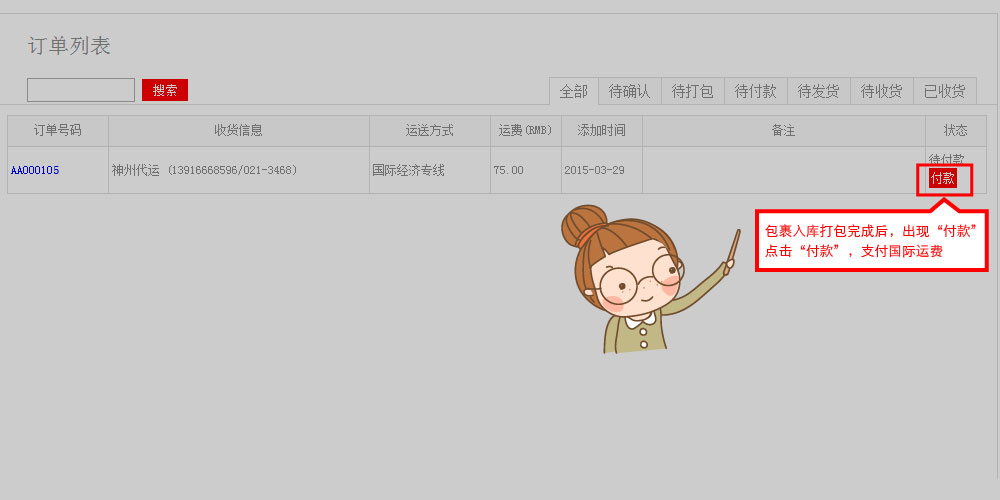 订单列表
搜索
全部 待确认 待打包 待付款 待发货 待收货 已收货
订单号码 收货信息 运送方式 运费(RMB) 添加时间 备注 状态
AA000105 神州代运 (13916668596/021-3468) 国际经济专线 75.00 2015-03-29 待付款
付款
包裹入库打包完成后，出现“付款”
点击“付款”，支付国际运费